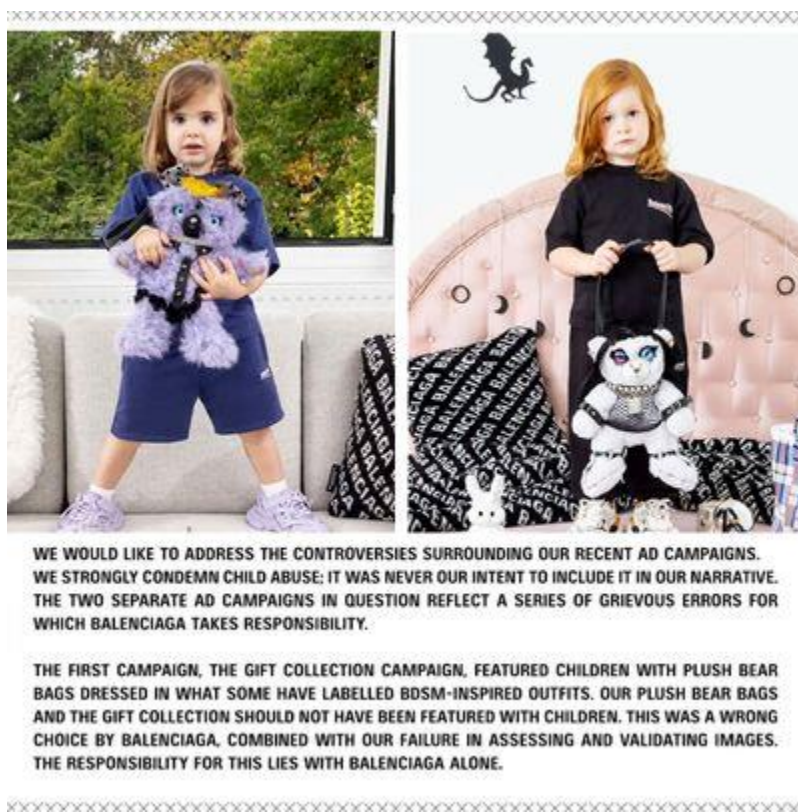 BALENCIAGA BALENCIAGA BALENCIAGA
WE WOULD LIKE TO ADDRESS THE CONTROVERSIES SURROUNDING OUR RECENT AD CAMPAIGNS.
WE STRONGLY CONDEMN CHILD ABUSE; IT WAS NEVER OUR INTENT TO INCLUDE IT IN OUR NARRATIVE.
THE TWO SEPARATE AD CAMPAIGNS IN QUESTION REFLECT A SERIES OF GRIEVOUS ERRORS FOR
WHICH BALENCIAGA TAKES RESPONSIBILITY.
THE FIRST CAMPAIGN, THE GIFT COLLECTION CAMPAIGN, FEATURED CHILDREN WITH PLUSH BEAR
BAGS DRESSED IN WHAT SOME HAVE LABELLED BDSM-INSPIRED OUTFITS. OUR PLUSH BEAR BAGS
AND THE GIFT COLLECTION SHOULD NOT HAVE BEEN FEATURED WITH CHILDREN. THIS WAS A WRONG
CHOICE BY BALENCIAGA, COMBINED WITH OUR FAILURE IN ASSESSING AND VALIDATING IMAGES.
THE RESPONSIBILITY FOR THIS LIES WITH BALENCIAGA ALONE.